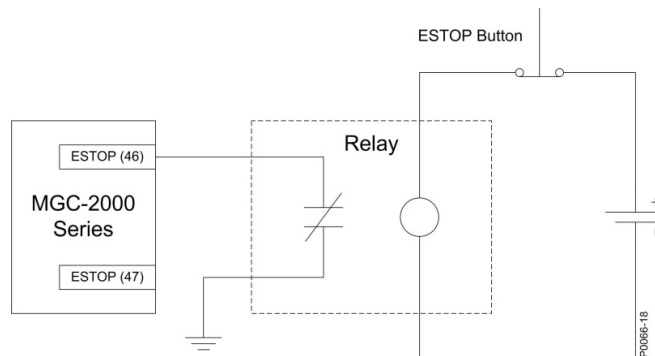 ESTOP Button
ESTOP (46)
Relay
MGC-2000
Series
ESTOP (47)
+
-
P0066-18